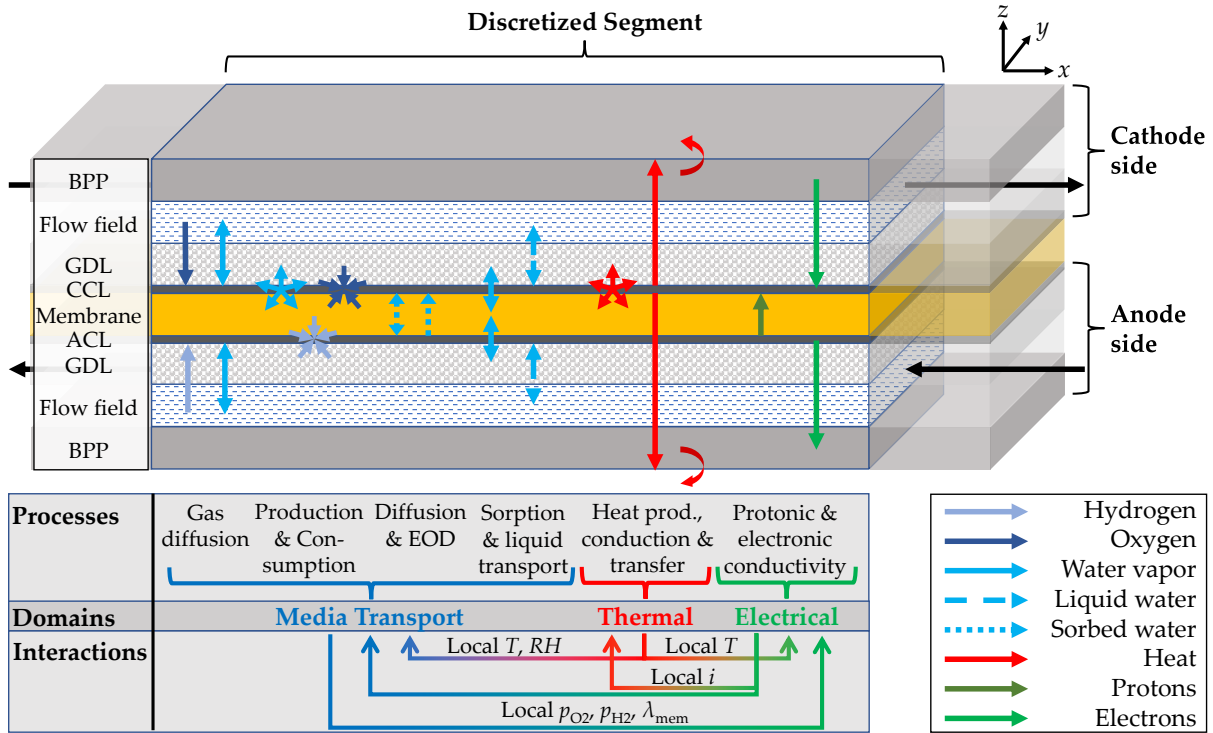 Discretized Segment
z
y
x
Cathode
side
Anode
side
BPP
Flow field
GDL
CCL
Membrane
ACL
GDL
Flow field
BPP
Processes
Gas
diffusion
Production
& Con-
sumption
Diffusion
& EOD
Sorption
& liquid
transport
Heat prod.,
conduction &
transfer
Protonic &
electronic
conductivity
Domains
Media Transport
Thermal
Electrical
Interactions
Local T, RH
Local T
Local i
Local pO2, pH2, λmem
Hydrogen
Oxygen
Water vapor
Liquid water
Sorbed water
Heat
Protons
Electrons